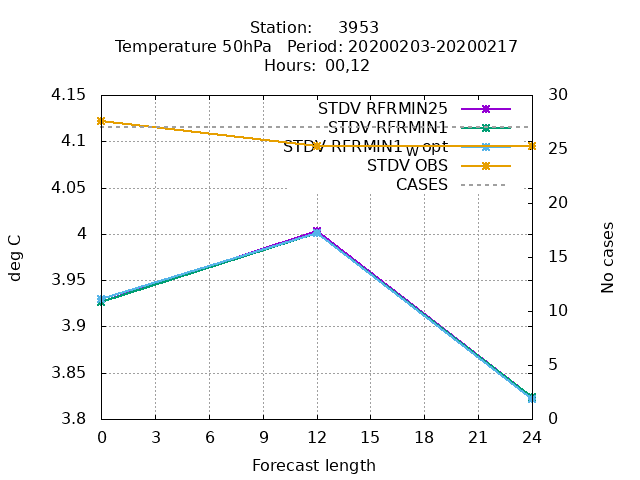 Station: 3953
Temperature 50hPa Period: 20200203-20200217
Hours: 00,12
4.15
4.1
4.05
4
3.95
3.9
3.85
3.8
30
25
20
15
10
5
0
STDV RFRMIN25
STDV RFRMIN1
STDV RFRMIN1wopt
STDV OBS
CASES
deg C
No cases
0 3 6 9 12 15 18 21 24
Forecast length